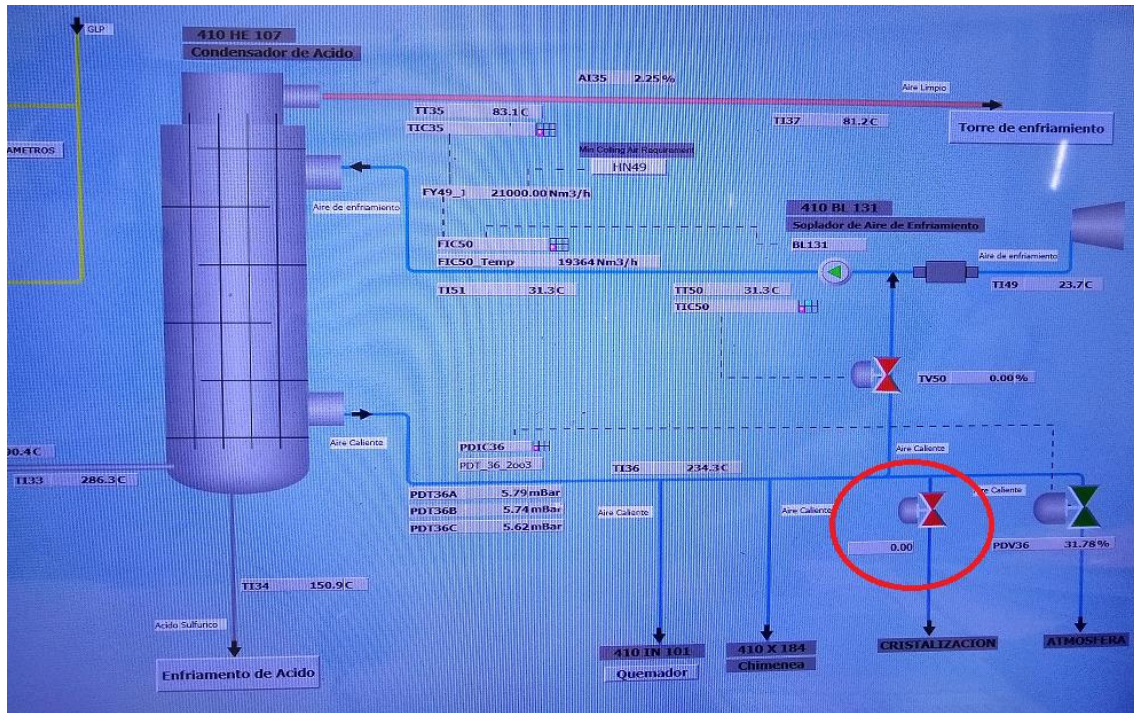 GLP
410 HE 107
Condensador de Acido
AI35 2.25 %
Aire Limpio
TT35 83.1 C
TIC35
TI37 81.2 C
Torre de enfriamiento
AMETROS
Min Colling Air Requirement
HN49
FY49_1 21000.00 Nm3/h
Aire de enfriamiento
410 BL 131
Soplador de Aire de Enfriamiento
FIC50
BL131
FIC50_Temp 19364 Nm3/h
Aire de enfriamiento
TI51 31.3 C
TT50 31.3 C
TI49 23.7 C
TIC50
TV50 0.00 %
Aire Caliente
PDIC36
Aire Caliente
90.4 C
PDT_36_2oo3
TI36 234.3 C
TI33 286.3 C
PDT36A 5.79 mBar
Aire Caliente
PDT36B 5.74 mBar
Aire Caliente
Aire Caliente
PDT36C 5.62 mBar
0.00
PDV36 31.78 %
TI34 150.9 C
Acido Sulfurico
410 IN 101
Quemador
410 X 184
Chimenea
CRISTALIZACION
ATMOSFERA
Enfriamento de Acido